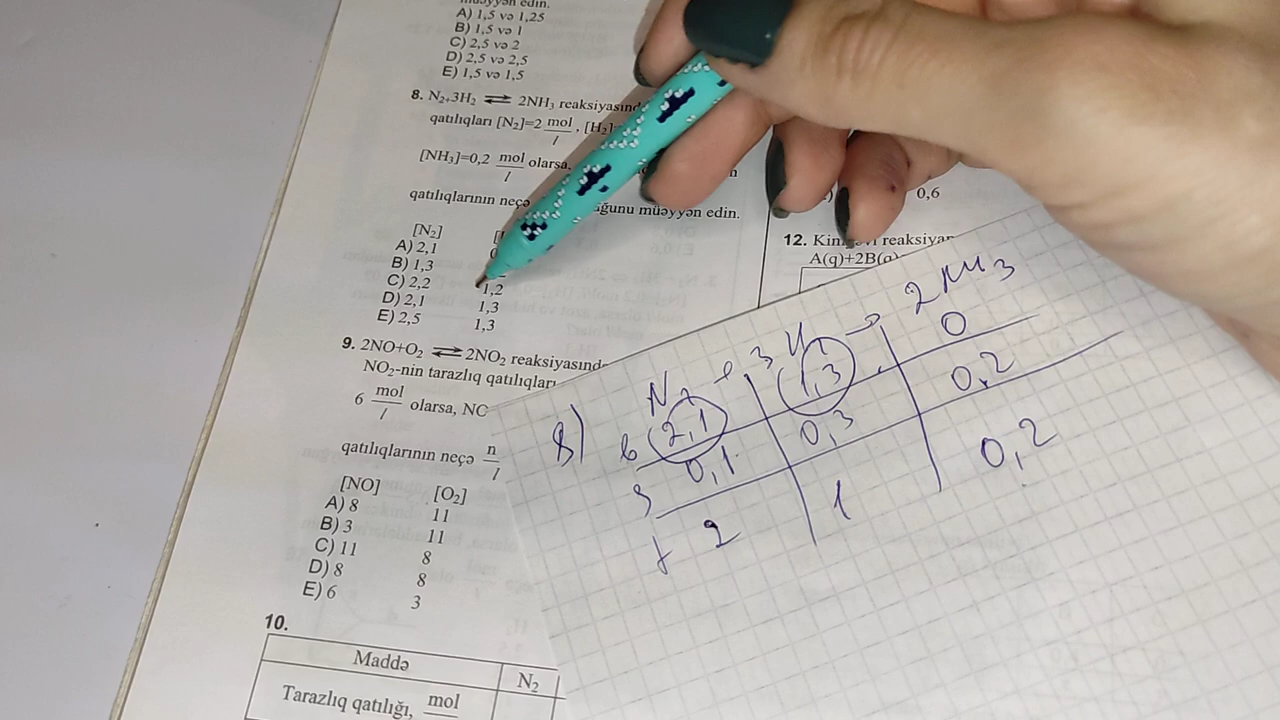 edin.
A) 1,5 və 1,25
B) 1,5 və 1
C) 2,5 və 2
D) 2,5 və 2,5
E) 1,5 və 1,5
8. N₂+3H₂ ⇌ 2NH₃ reaksiyasınd
qatılıqları [N₂]=2 mol/l , [H₂]
[NH₃]=0,2 mol/l olarsa.
qatılıqlarının neçə ğunu müəyyən edin.
[N₂]
A) 2,1
B) 1,3
C) 2,2 1,2
D) 2,1 1,3
E) 2,5 1,3
9. 2NO+O₂ ⇌ 2NO₂ reaksiyasınd
NO₂-nin tarazlıq qatılıqları
6 mol/l olarsa, NO
qatılıqlarının neçə n/l
[NO] [O₂]
A) 8 11
B) 3 11
C) 11 8
D) 8 8
E) 6 3
10.
Maddə N₂
Tarazlıq qatılığı, mol
0,6
12. Kin reaksiyar
A(q)+2B(q)
8) N₂ + 3H₂ → 2NH₃
b 2,1 1,3 0
0,1 0,3 0,2
t 2 1 0,2